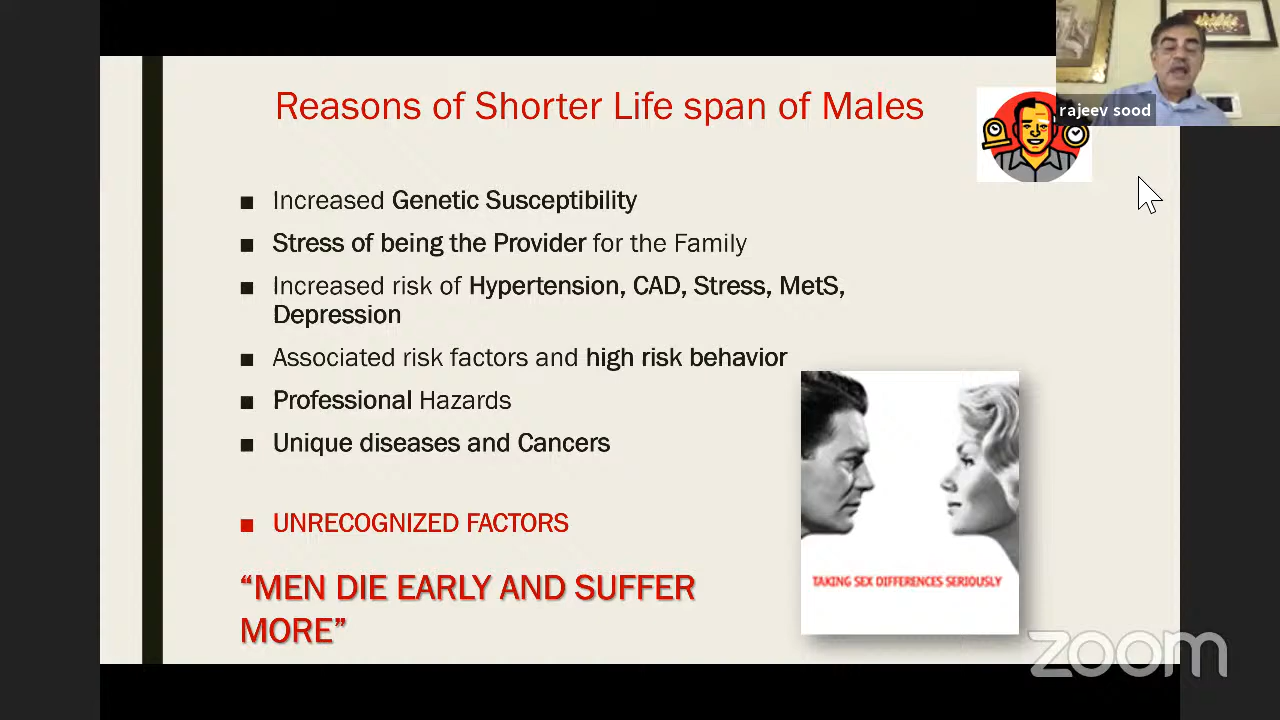 Reasons of Shorter Life span of Males
rajeev sood
Increased Genetic Susceptibility
Stress of being the Provider for the Family
Increased risk of Hypertension, CAD, Stress, MetS,
Depression
Associated risk factors and high risk behavior
Professional Hazards
Unique diseases and Cancers
UNRECOGNIZED FACTORS
“MEN DIE EARLY AND SUFFER
MORE”
TAKING SEX DIFFERENCES SERIOUSLY
zoom